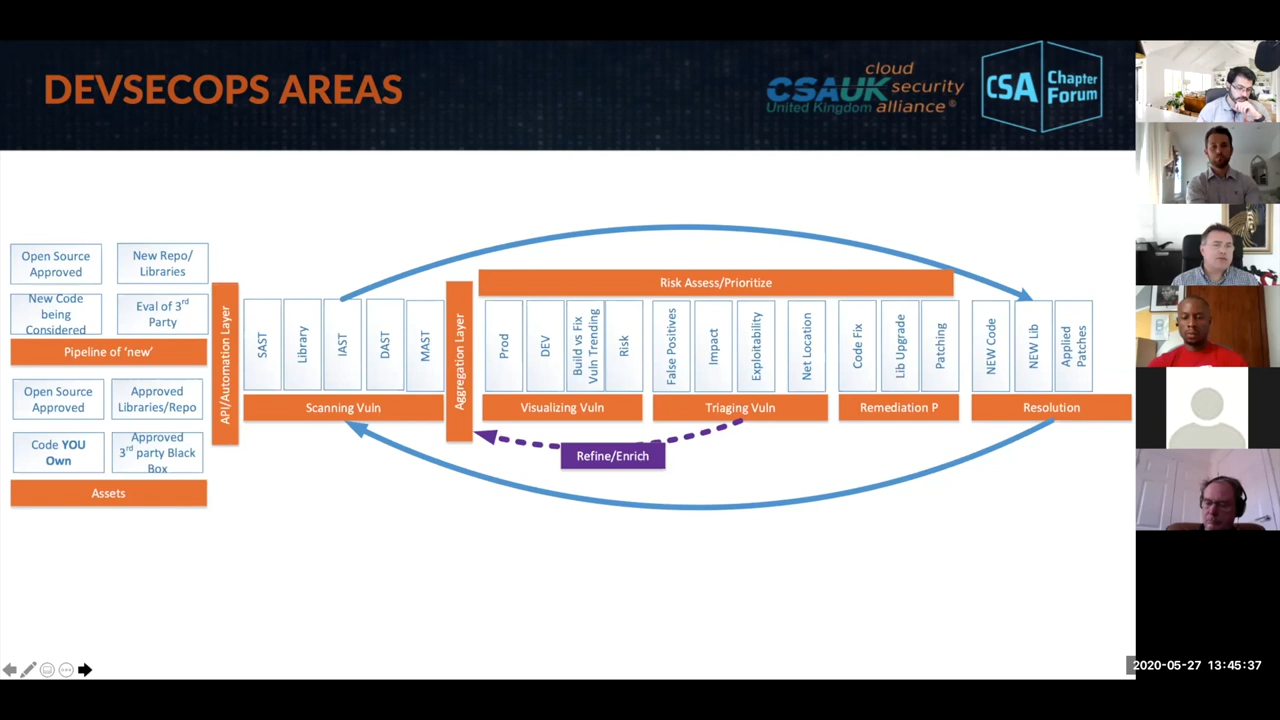 DEVSECOPS AREAS
cloud
CSAUK security
United Kingdom alliance®
CSA Chapter
Forum
Open Source
Approved
New Repo/
Libraries
New Code
being
Considered
Eval of 3rd
Party
Pipeline of ‘new’
Open Source
Approved
Approved
Libraries/Repo
Code YOU
Own
Approved
3rd party Black
Box
Assets
API/Automation Layer
SAST
Library
IAST
DAST
MAST
Scanning Vuln
Aggregation Layer
Risk Assess/Prioritize
Prod
DEV
Build vs Fix
Vuln Trending
Risk
Visualizing Vuln
False Positives
Impact
Exploitability
Net Location
Triaging Vuln
Code Fix
Lib Upgrade
Patching
Remediation P
NEW Code
NEW Lib
Applied
Patches
Resolution
Refine/Enrich
2020-05-27 13:45:37